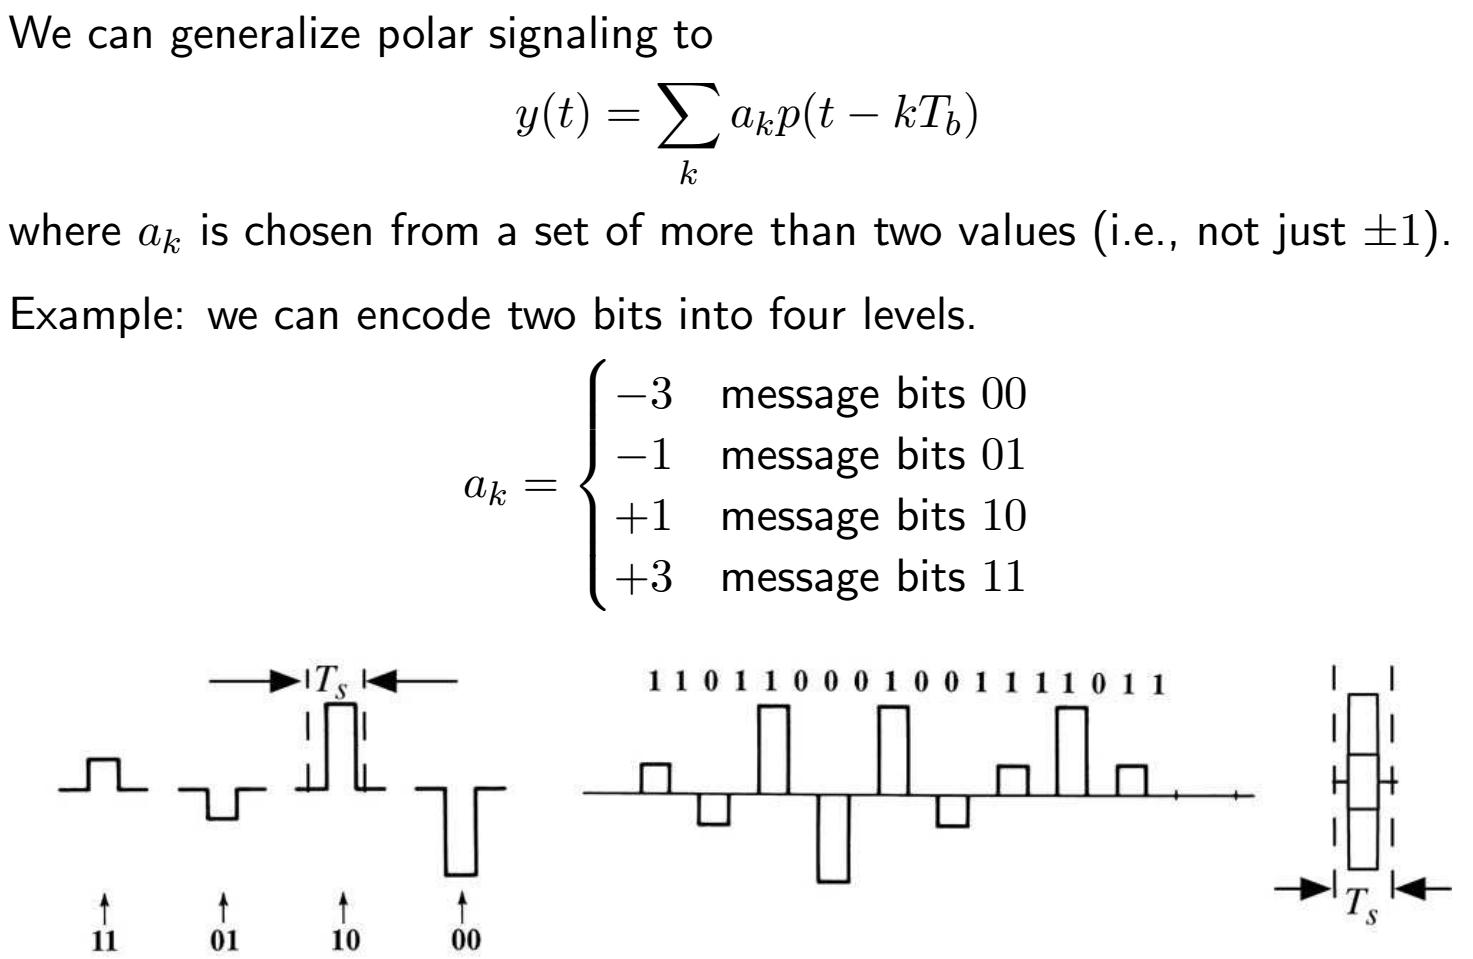 We can generalize polar signaling to
y(t) = ∑_k a_k p(t − kT_b)
where a_k is chosen from a set of more than two values (i.e., not just ±1).
Example: we can encode two bits into four levels.
a_k = { −3 message bits 00
−1 message bits 01
+1 message bits 10
+3 message bits 11
T_s
11 01 10 00
1 1 0 1 1 0 0 0 1 0 0 1 1 1 1 0 1 1
T_s